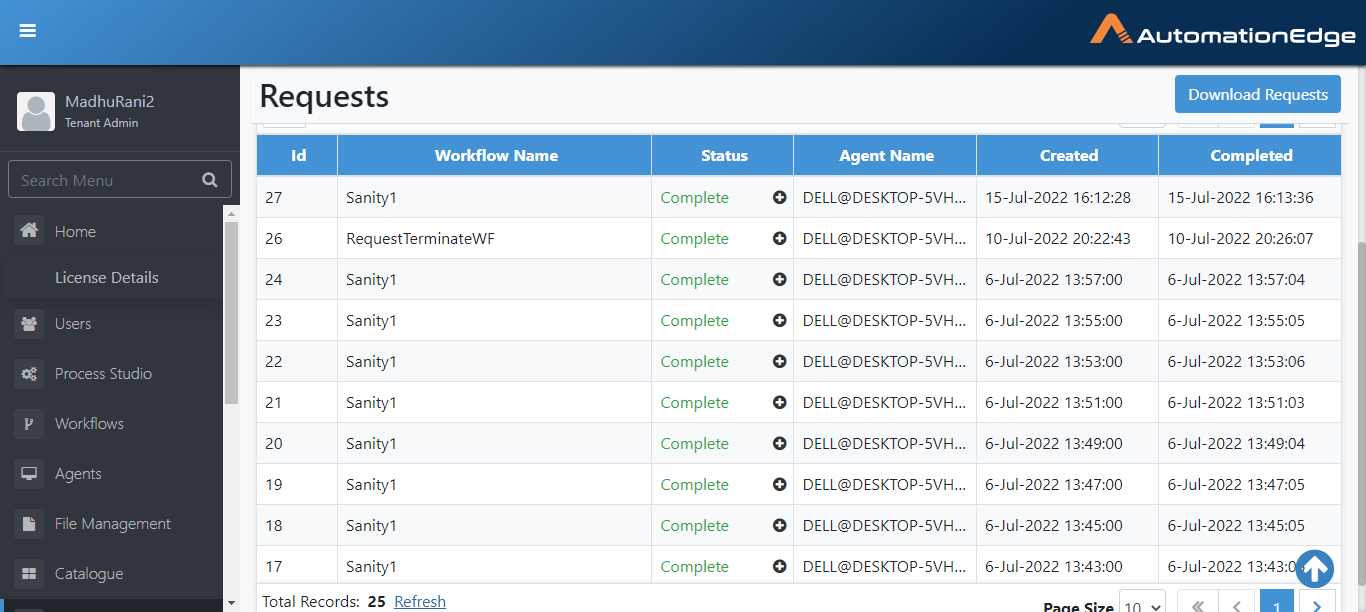 AutomationEdge
MadhuRani2
Tenant Admin
Requests
Download Requests
Search Menu
Home
License Details
Users
Process Studio
Workflows
Agents
File Management
Catalogue
Id Workflow Name Status Agent Name Created Completed
27 Sanity1 Complete DELL@DESKTOP-5VH... 15-Jul-2022 16:12:28 15-Jul-2022 16:13:36
26 RequestTerminateWF Complete DELL@DESKTOP-5VH... 10-Jul-2022 20:22:43 10-Jul-2022 20:26:07
24 Sanity1 Complete DELL@DESKTOP-5VH... 6-Jul-2022 13:57:00 6-Jul-2022 13:57:04
23 Sanity1 Complete DELL@DESKTOP-5VH... 6-Jul-2022 13:55:00 6-Jul-2022 13:55:05
22 Sanity1 Complete DELL@DESKTOP-5VH... 6-Jul-2022 13:53:00 6-Jul-2022 13:53:06
21 Sanity1 Complete DELL@DESKTOP-5VH... 6-Jul-2022 13:51:00 6-Jul-2022 13:51:03
20 Sanity1 Complete DELL@DESKTOP-5VH... 6-Jul-2022 13:49:00 6-Jul-2022 13:49:04
19 Sanity1 Complete DELL@DESKTOP-5VH... 6-Jul-2022 13:47:00 6-Jul-2022 13:47:05
18 Sanity1 Complete DELL@DESKTOP-5VH... 6-Jul-2022 13:45:00 6-Jul-2022 13:45:05
17 Sanity1 Complete DELL@DESKTOP-5VH... 6-Jul-2022 13:43:00 6-Jul-2022
Total Records: 25 Refresh
Page Size 10 « ‹ 1 ›